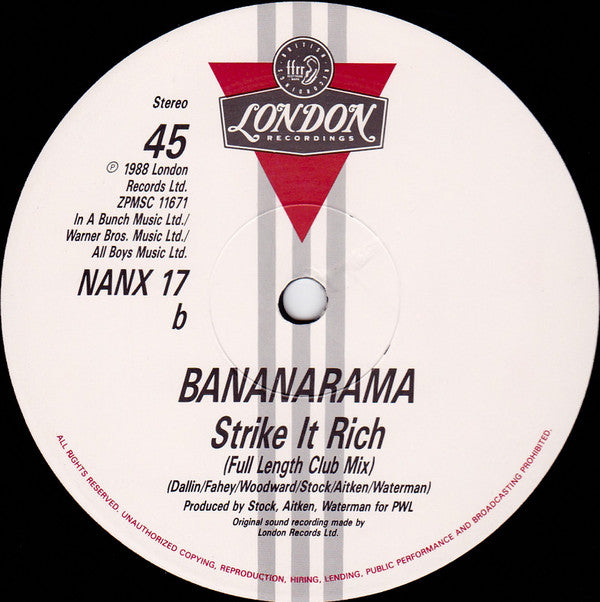 BRITISH
RECORDINGS
ffrr
LONDON
RECORDINGS
Stereo
45
℗ 1988 London
Records Ltd.
ZPMSC 11671
In A Bunch Music Ltd./
Warner Bros. Music Ltd./
All Boys Music Ltd.
NANX 17
b
BANANARAMA
Strike It Rich
(Full Length Club Mix)
(Dallin/Fahey/Woodward/Stock/Aitken/Waterman)
Produced by Stock, Aitken, Waterman for PWL
Original sound recording made by
London Records Ltd.
ALL RIGHTS RESERVED. UNAUTHORIZED COPYING, REPRODUCTION, HIRING, LENDING, PUBLIC PERFORMANCE AND BROADCASTING PROHIBITED.